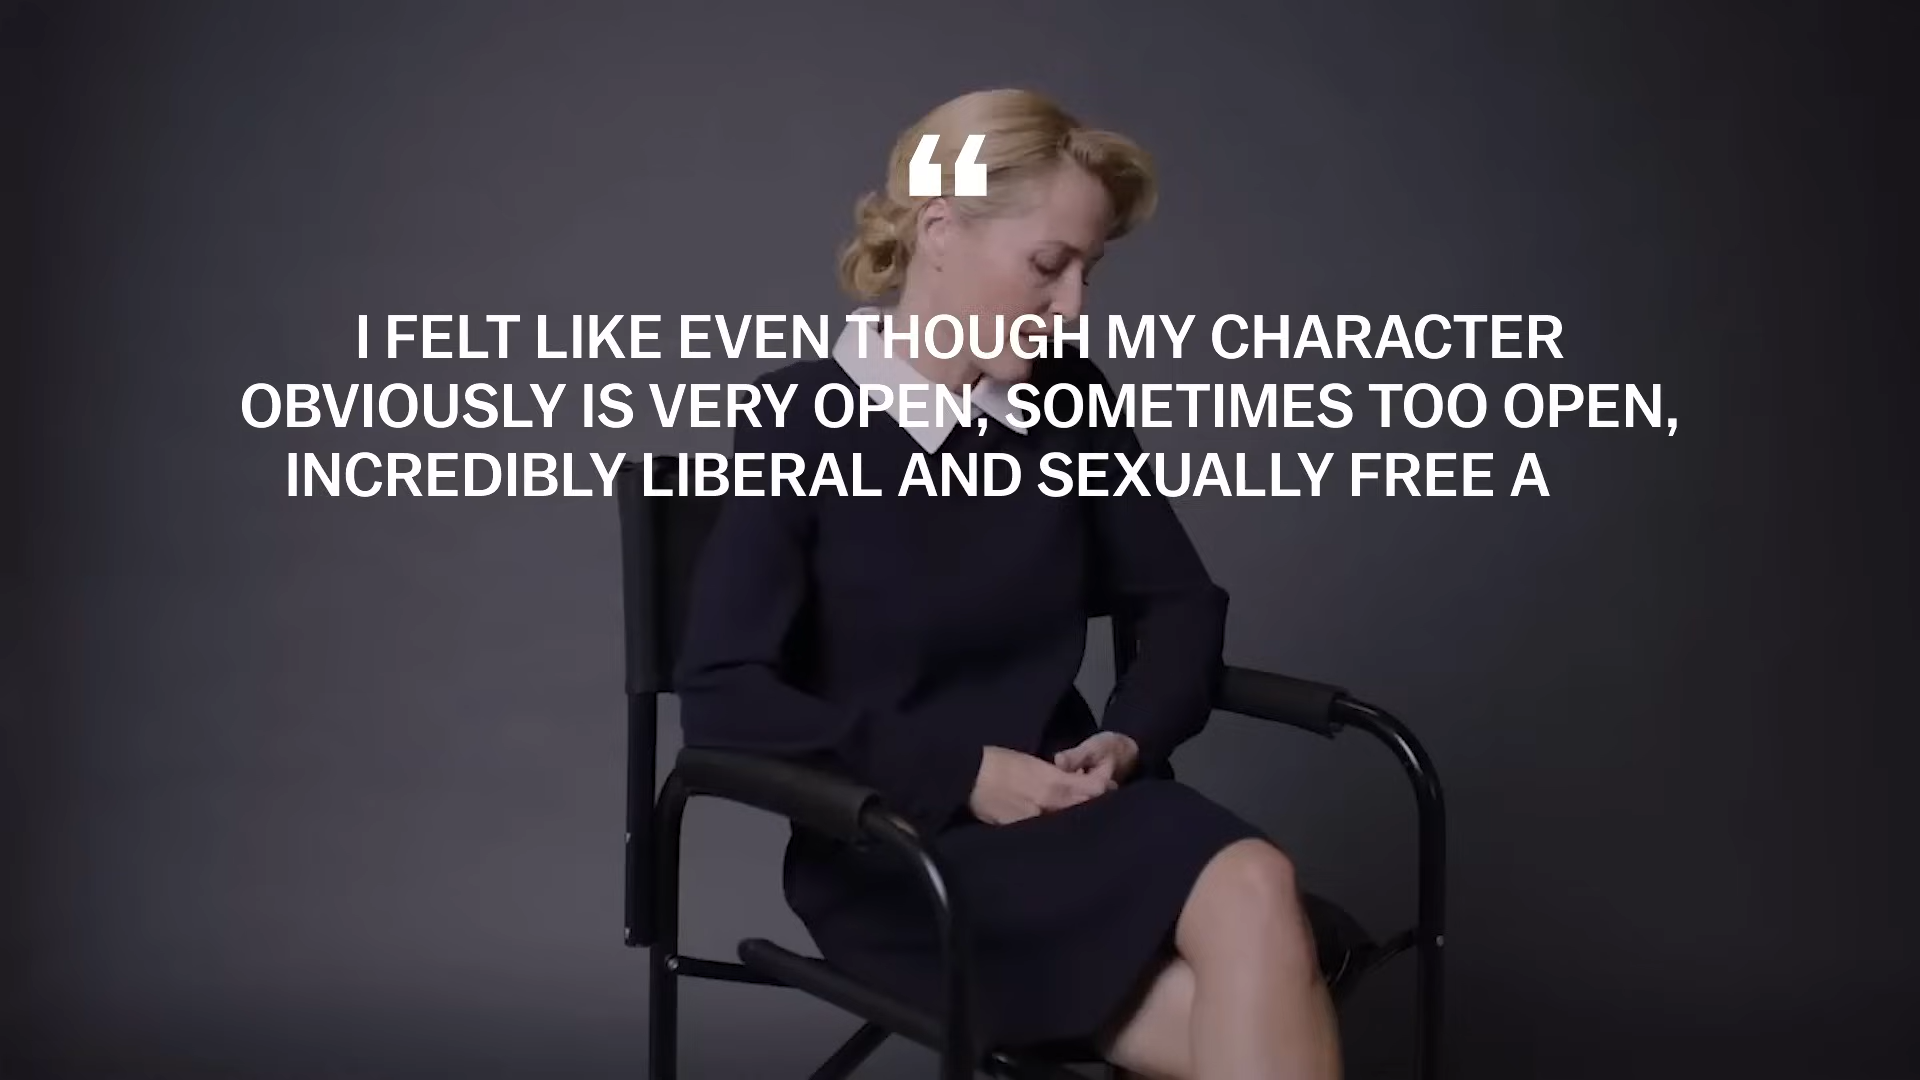 “
I FELT LIKE EVEN THOUGH MY CHARACTER
OBVIOUSLY IS VERY OPEN, SOMETIMES TOO OPEN,
INCREDIBLY LIBERAL AND SEXUALLY FREE A